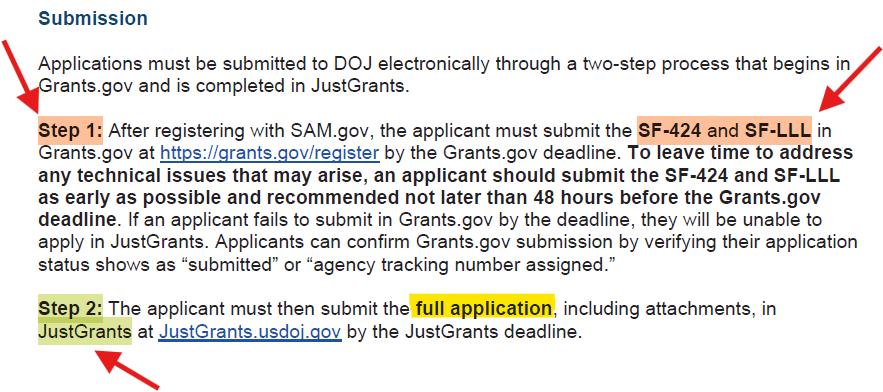 Submission
Applications must be submitted to DOJ electronically through a two-step process that begins in
Grants.gov and is completed in JustGrants.
Step 1: After registering with SAM.gov, the applicant must submit the SF-424 and SF-LLL in
Grants.gov at https://grants.gov/register by the Grants.gov deadline. To leave time to address
any technical issues that may arise, an applicant should submit the SF-424 and SF-LLL
as early as possible and recommended not later than 48 hours before the Grants.gov
deadline. If an applicant fails to submit in Grants.gov by the deadline, they will be unable to
apply in JustGrants. Applicants can confirm Grants.gov submission by verifying their application
status shows as “submitted” or “agency tracking number assigned.”
Step 2: The applicant must then submit the full application, including attachments, in
JustGrants at JustGrants.usdoj.gov by the JustGrants deadline.